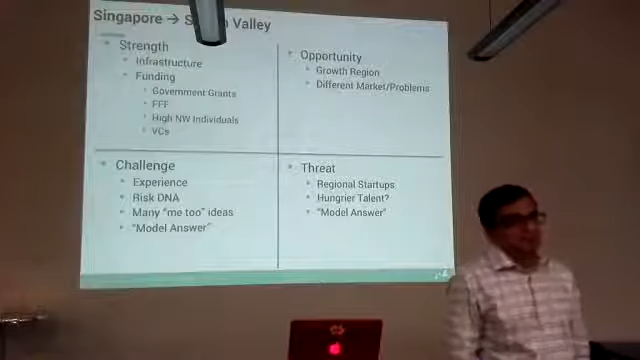 Singapore → Valley
Strength
Infrastructure
Funding
Government Grants
FFF
High NW Individuals
VCs
Opportunity
Growth Region
Different Market/Problems
Challenge
Experience
Risk DNA
Many "me too" ideas
"Model Answer"
Threat
Regional Startups
Hungrier Talent?
"Model Answer"